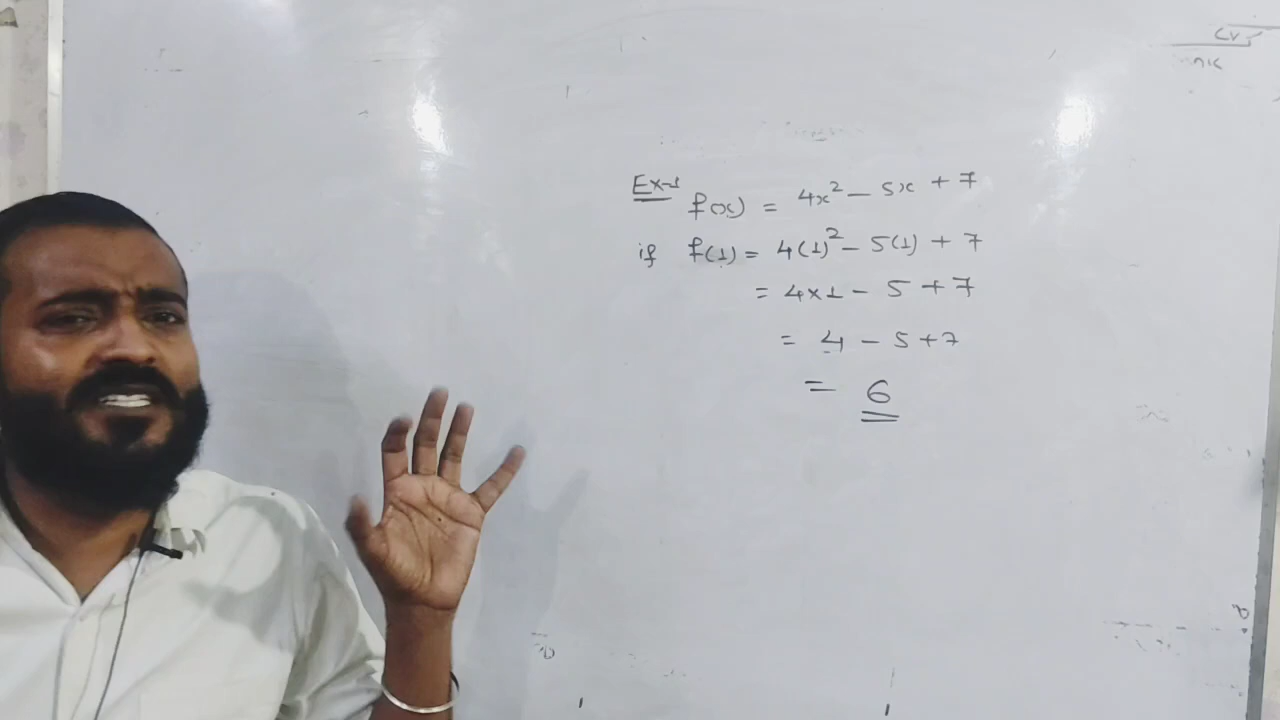 Ex-1
f(x) = 4x² - 5x + 7
if f(1) = 4(1)² - 5(1) + 7
= 4×1 - 5 + 7
= 4 - 5 + 7
= 6